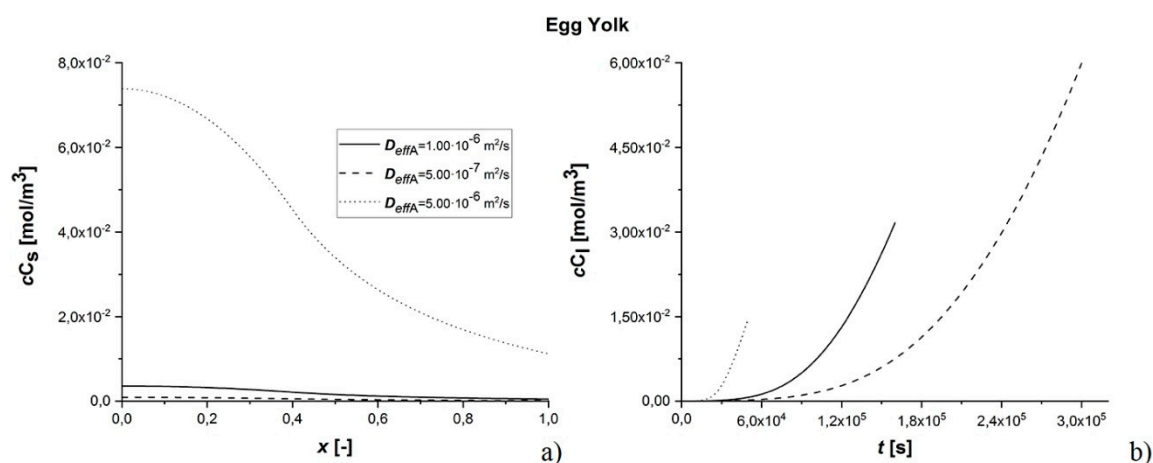 Egg Yolk
8,0x10⁻²
6,0x10⁻²
4,0x10⁻²
2,0x10⁻²
0,0
cCₛ [mol/m³]
D_effA=1.00·10⁻⁶ m²/s
D_effA=5.00·10⁻⁷ m²/s
D_effA=5.00·10⁻⁶ m²/s
0,0 0,2 0,4 0,6 0,8 1,0
x [-]
a)
6,00x10⁻²
4,50x10⁻²
3,00x10⁻²
1,50x10⁻²
0,00
cCₗ [mol/m³]
0,0 6,0x10⁴ 1,2x10⁵ 1,8x10⁵ 2,4x10⁵ 3,0x10⁵
t [s]
b)